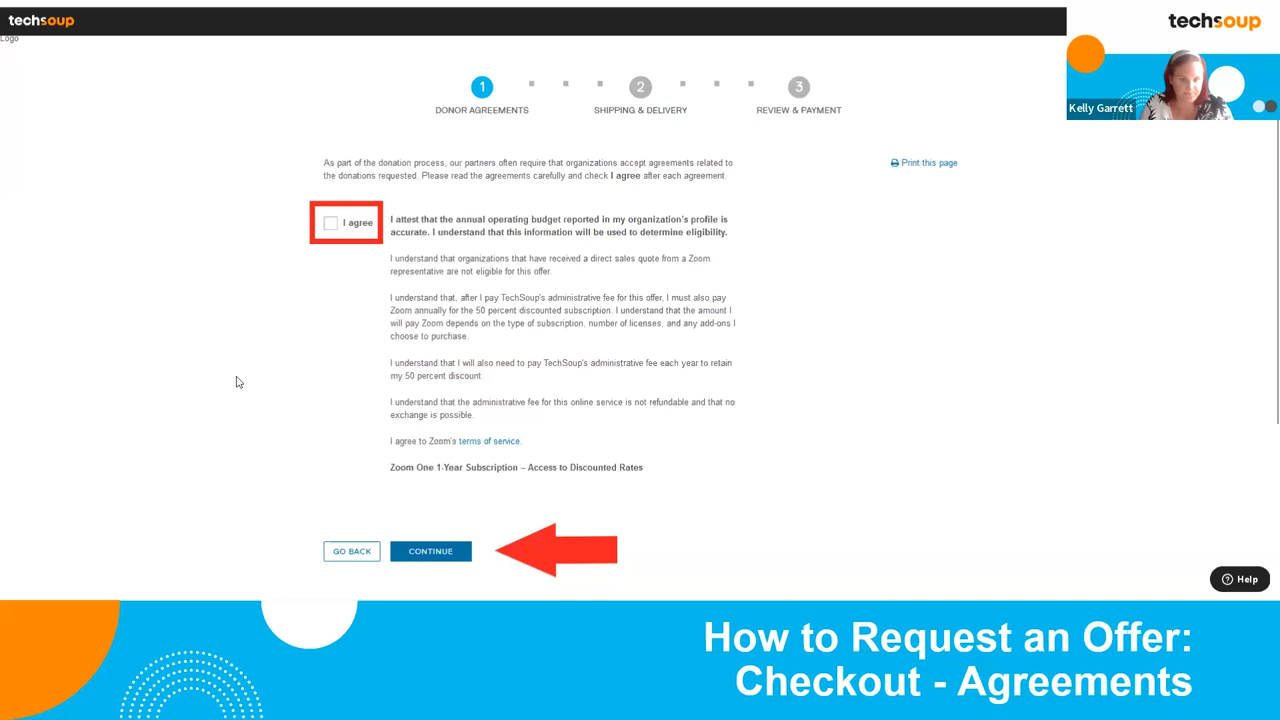 techsoup
Logo
techsoup
Kelly Garrett
1
2
3
DONOR AGREEMENTS
SHIPPING & DELIVERY
REVIEW & PAYMENT
As part of the donation process, our partners often require that organizations accept agreements related to
the donations requested. Please read the agreements carefully and check I agree after each agreement.
Print this page
I agree
I attest that the annual operating budget reported in my organization's profile is
accurate. I understand that this information will be used to determine eligibility.
I understand that organizations that have received a direct sales quote from a Zoom
representative are not eligible for this offer.
I understand that, after I pay TechSoup's administrative fee for this offer, I must also pay
Zoom annually for the 50 percent discounted subscription. I understand that the amount I
will pay Zoom depends on the type of subscription, number of licenses, and any add-ons I
choose to purchase.
I understand that I will also need to pay TechSoup's administrative fee each year to retain
my 50 percent discount.
I understand that the administrative fee for this online service is not refundable and that no
exchange is possible.
I agree to Zoom's terms of service.
Zoom One 1-Year Subscription – Access to Discounted Rates
GO BACK
CONTINUE
Help
How to Request an Offer:
Checkout - Agreements